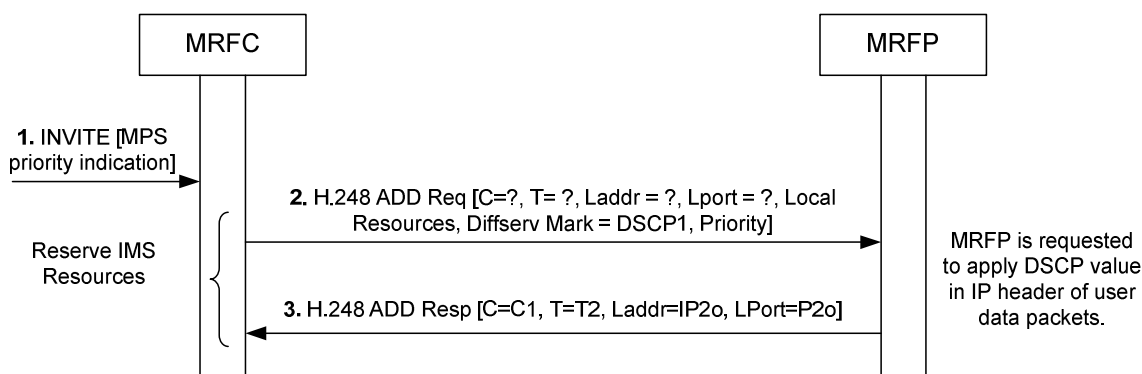 MRFC
MRFP
1. INVITE [MPS
priority indication]
2. H.248 ADD Req [C=?, T= ?, Laddr = ?, Lport = ?, Local
Resources, Diffserv Mark = DSCP1, Priority]
Reserve IMS
Resources
MRFP is requested
to apply DSCP value
in IP header of user
data packets.
3. H.248 ADD Resp [C=C1, T=T2, Laddr=IP2o, LPort=P2o]